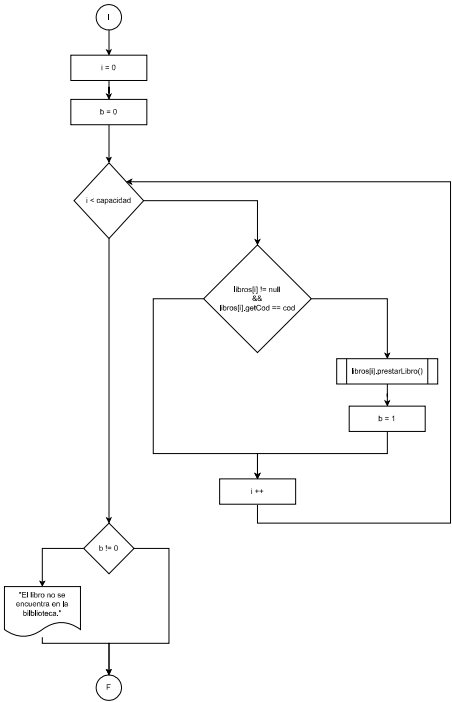 I
i = 0
b = 0
i < capacidad
libros[i] != null
&&
libros[i].getCod == cod
libros[i].prestarLibro()
b = 1
i ++
b != 0
"El libro no se
encuentra en la
bilblioteca."
F